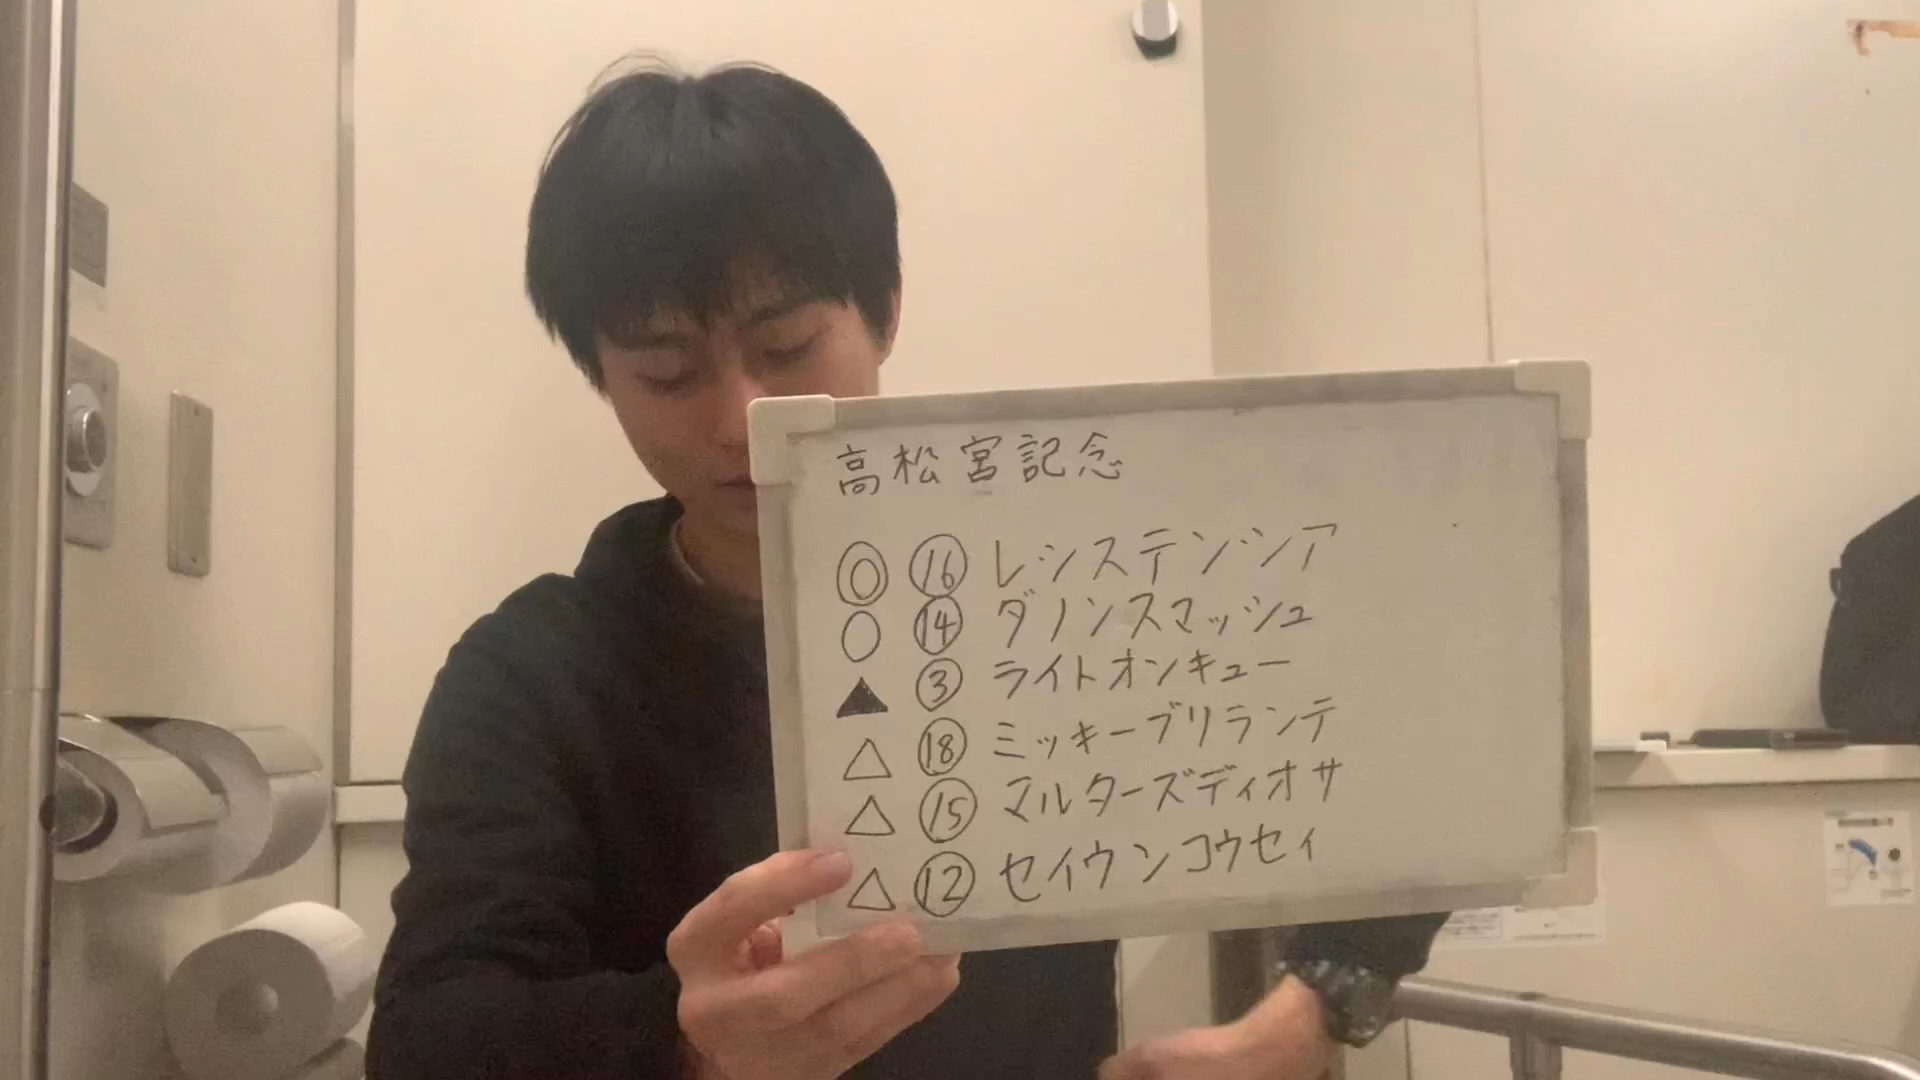 高松宮記念
◎ ⑯ レシステンシア
○ ⑭ ダノンスマッシュ
▲ ③ ライトオンキュー
△ ⑱ ミッキーブリランテ
△ ⑮ マルターズディオサ
△ ⑫ セイウンコウセイ